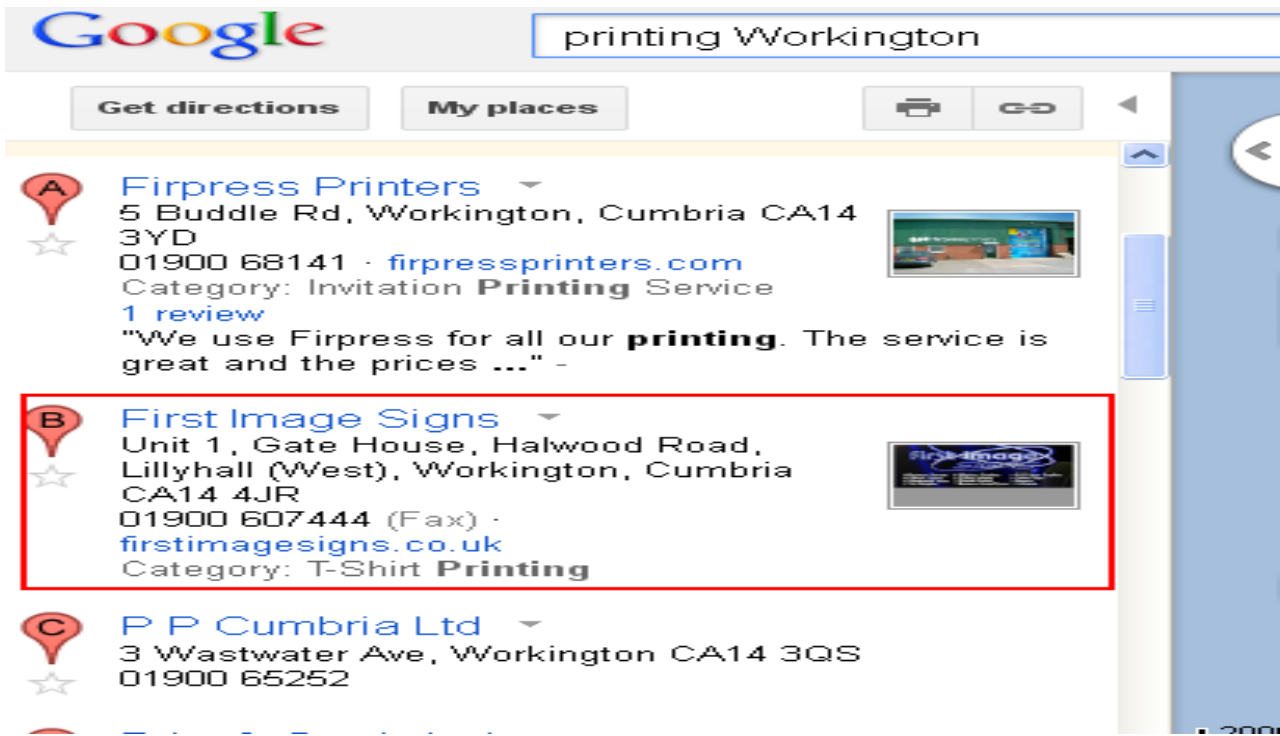 Google
printing Workington
Get directions
My places
A
Firpress Printers
5 Buddle Rd, Workington, Cumbria CA14
3YD
01900 68141 · firpressprinters.com
Category: Invitation Printing Service
1 review
"We use Firpress for all our printing. The service is
great and the prices ..." -
B
First Image Signs
Unit 1, Gate House, Halwood Road,
Lillyhall (West), Workington, Cumbria
CA14 4JR
01900 607444 (Fax) ·
firstimagesigns.co.uk
Category: T-Shirt Printing
First Image
C
P P Cumbria Ltd
3 Wastwater Ave, Workington CA14 3QS
01900 65252